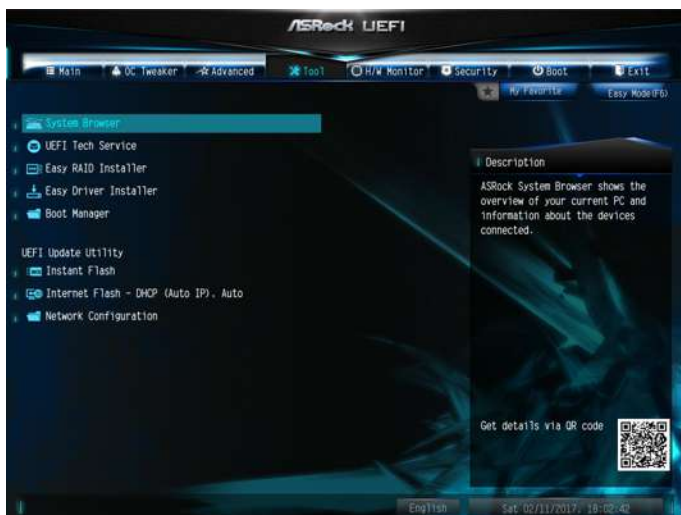 ASRock UEFI
Main OC Tweaker Advanced Tool H/W Monitor Security Boot Exit
My Favorite Easy Mode(F6)
System Browser
UEFI Tech Service
Easy RAID Installer
Easy Driver Installer
Boot Manager
UEFI Update Utility
Instant Flash
Internet Flash - DHCP (Auto IP), Auto
Network Configuration
Description
ASRock System Browser shows the
overview of your current PC and
information about the devices
connected.
Get details via QR code
English Sat 02/11/2017, 18:02:42